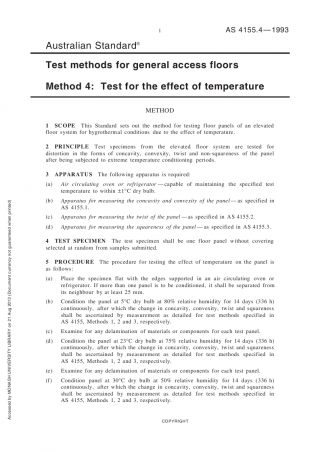 1
AS 4155.4—1993
Australian Standard®
Test methods for general access floors
Method 4: Test for the effect of temperature
METHOD
1 SCOPE This Standard sets out the method for testing floor panels of an elevated
floor system for hygrothermal conditions due to the effect of temperature.
2 PRINCIPLE Test specimens from the elevated floor system are tested for
distortion in the forms of concavity, convexity, twist and non-squareness of the panel
after being subjected to extreme temperature conditioning periods.
3 APPARATUS The following apparatus is required:
(a) Air circulating oven or refrigerator—capable of maintaining the specified test
temperature to within ±1°C dry bulb.
(b) Apparatus for measuring the concavity and convexity of the panel—as specified in
AS 4155.1.
(c) Apparatus for measuring the twist of the panel—as specified in AS 4155.2.
(d) Apparatus for measuring the squareness of the panel—as specified in AS 4155.3.
4 TEST SPECIMEN The test specimen shall be one floor panel without covering
selected at random from samples submitted.
5 PROCEDURE The procedure for testing the effect of temperature on the panel is
as follows:
(a) Place the specimen flat with the edges supported in an air circulating oven or
refrigerator. If more than one panel is to be conditioned, it shall be separated from
its neighbour by at least 25 mm.
(b) Condition the panel at 5°C dry bulb at 80% relative humidity for 14 days (336 h)
continuously, after which the change in concavity, convexity, twist and squareness
shall be ascertained by measurement as detailed for test methods specified in
AS 4155, Methods 1, 2 and 3, respectively.
(c) Examine for any delamination of materials or components for each test panel.
(d) Condition the panel at 23°C dry bulb at 75% relative humidity for 14 days (336 h)
continuously, after which the change in concavity, convexity, twist and squareness
shall be ascertained by measurement as detailed for test methods specified in
AS 4155, Methods 1, 2 and 3, respectively.
(e) Examine for any delamination of materials or components for each test panel.
(f) Condition panel at 30°C dry bulb at 50% relative humidity for 14 days (336 h)
continuously, after which the change in concavity, convexity, twist and squareness
shall be ascertained by measurement as detailed for test methods specified in
AS 4155, Methods 1, 2 and 3, respectively.
COPYRIGHT
Accessed by MONASH UNIVERSITY LIBRARY on 21 Aug 2013 (Document currency not guaranteed when printed)